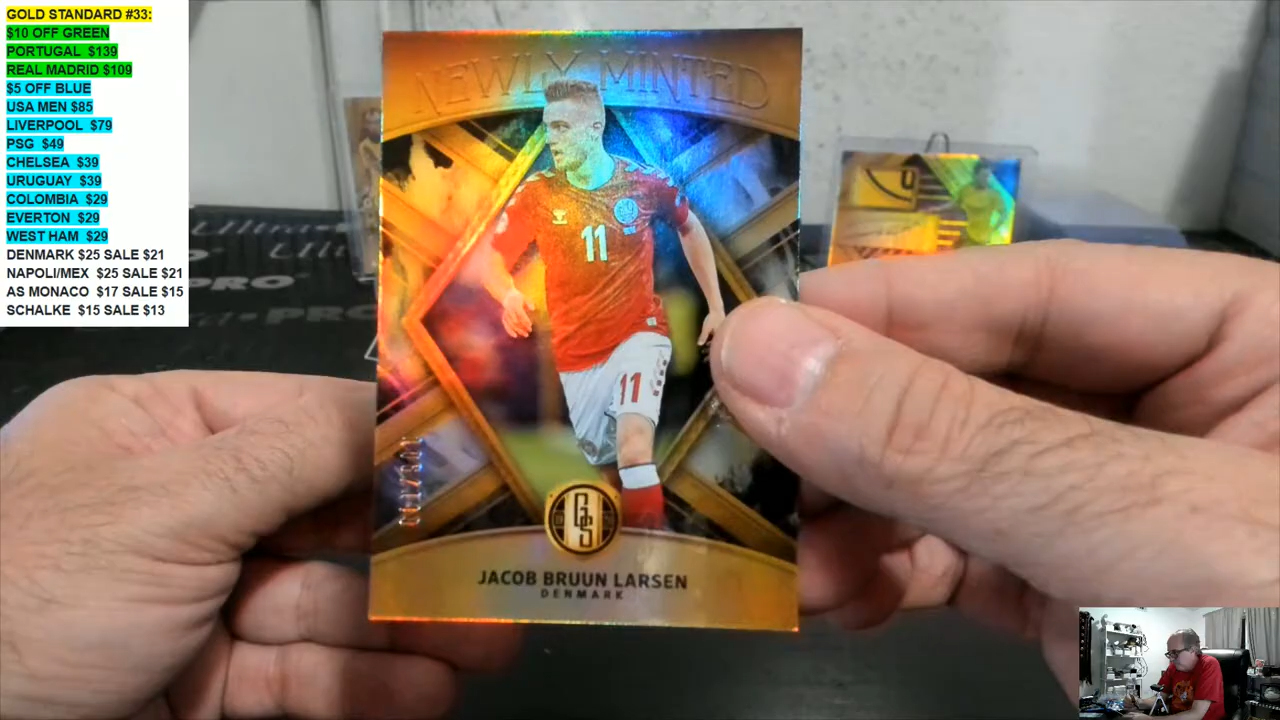 GOLD STANDARD #33:
$10 OFF GREEN
PORTUGAL $139
REAL MADRID $109
$5 OFF BLUE
USA MEN $85
LIVERPOOL $79
PSG $49
CHELSEA $39
URUGUAY $39
COLOMBIA $29
EVERTON $29
WEST HAM $29
DENMARK $25 SALE $21
NAPOLI/MEX $25 SALE $21
AS MONACO $17 SALE $15
SCHALKE $15 SALE $13
NEWLY MINTED
11
11
GS
JACOB BRUUN LARSEN
DENMARK
PRO